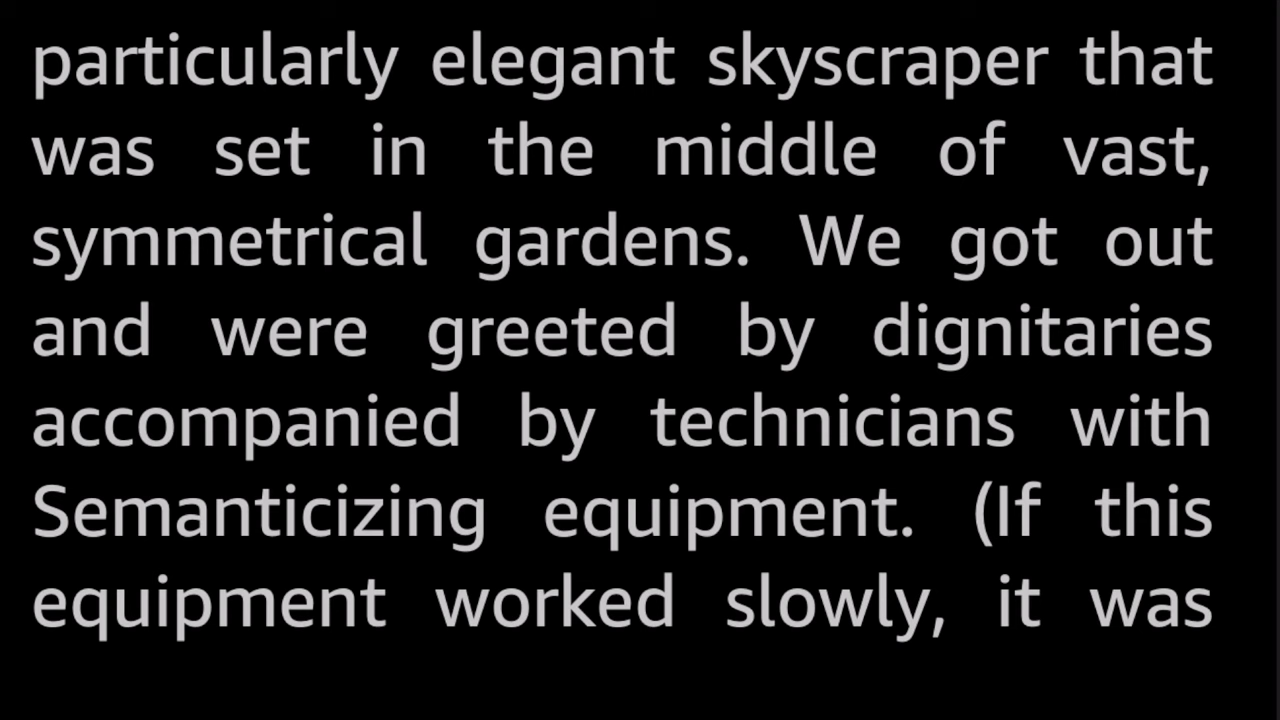 particularly elegant skyscraper that
was set in the middle of vast,
symmetrical gardens. We got out
and were greeted by dignitaries
accompanied by technicians with
Semanticizing equipment. (If this
equipment worked slowly, it was